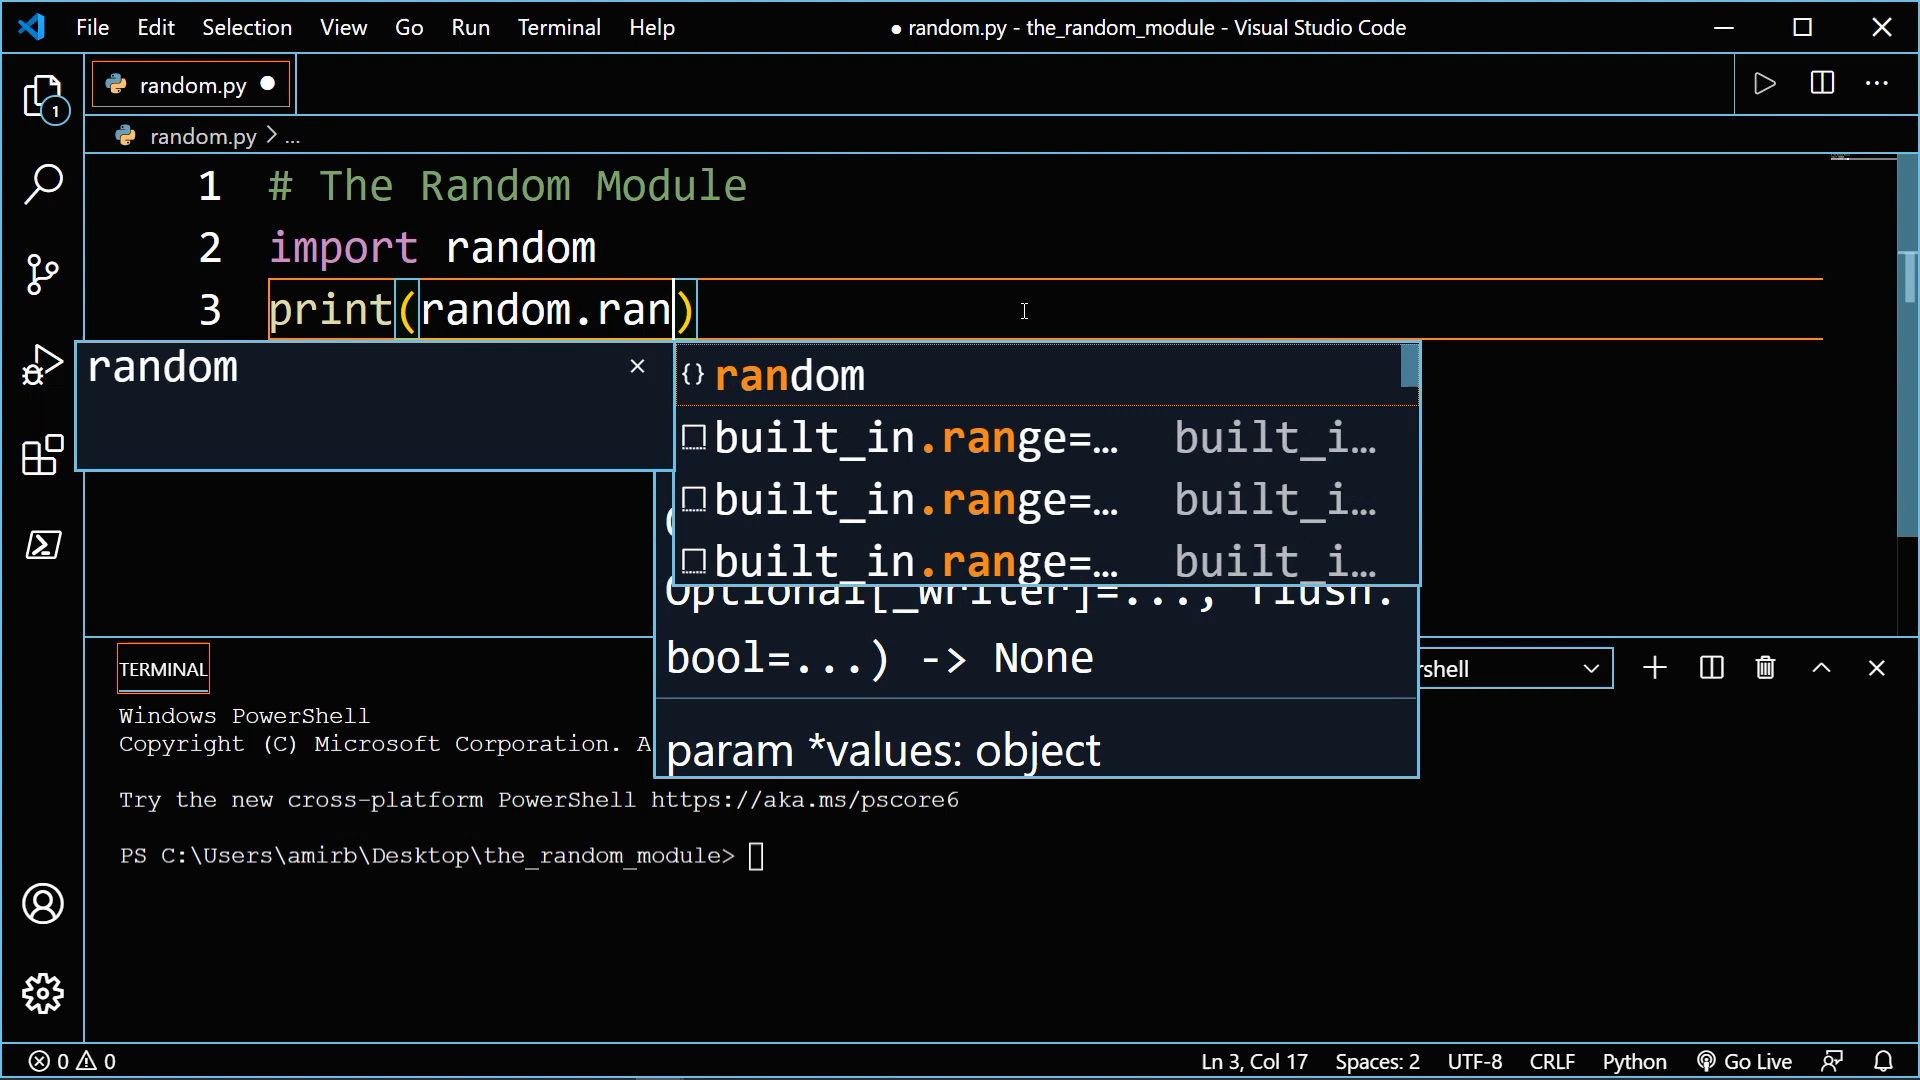 File Edit Selection View Go Run Terminal Help
● random.py - the_random_module - Visual Studio Code
random.py
1
random.py > ...
1 # The Random Module
2 import random
3 print(random.ran)
random
random
built_in.range=… built_i…
built_in.range=… built_i…
built_in.range=… built_i…
Optional[_Writer]=..., flush:
bool=...) -> None
param *values: object
TERMINAL
shell
Windows PowerShell
Copyright (C) Microsoft Corporation. A
Try the new cross-platform PowerShell https://aka.ms/pscore6
PS C:\Users\amirb\Desktop\the_random_module>
0 0
Ln 3, Col 17 Spaces: 2 UTF-8 CRLF Python Go Live